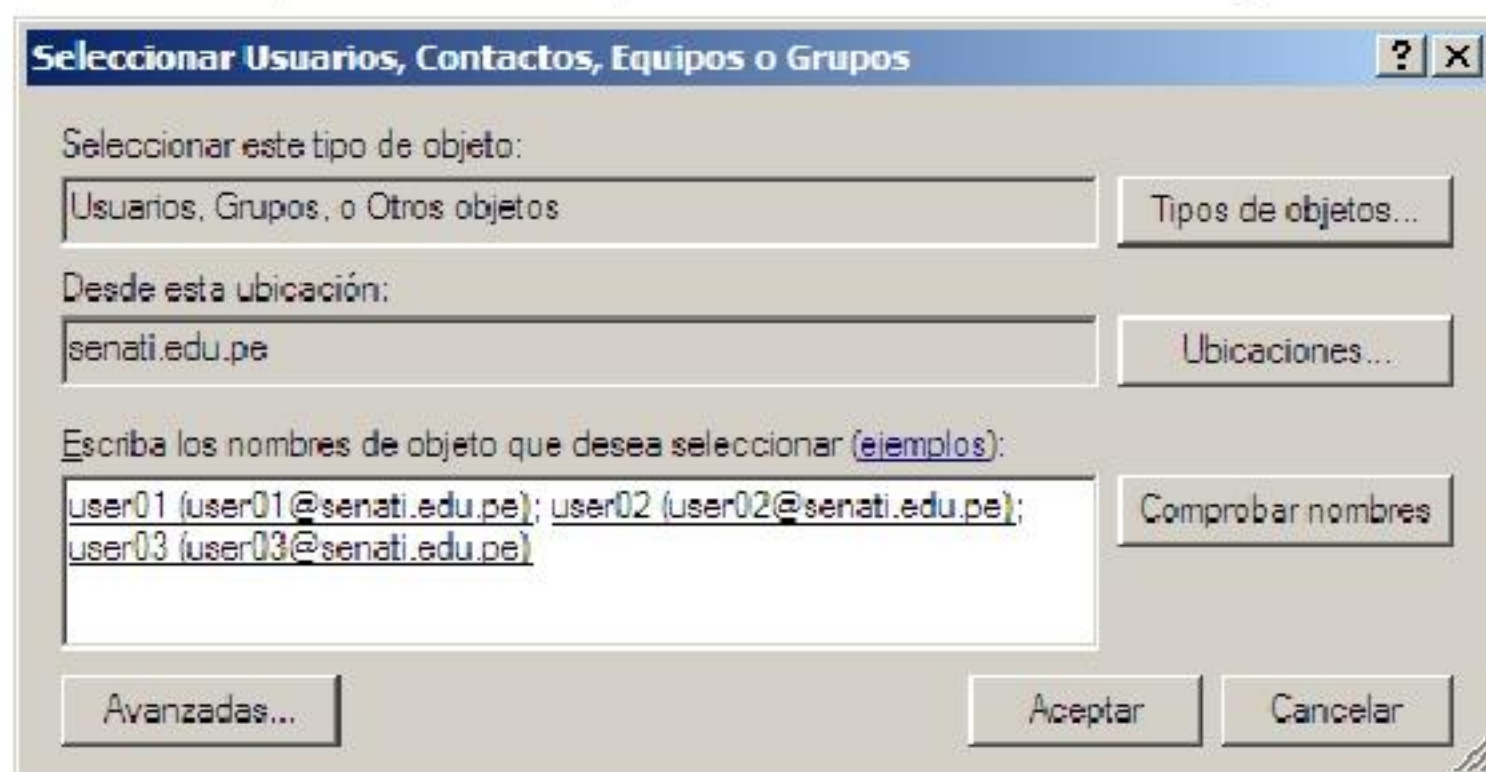 Seleccionar Usuarios, Contactos, Equipos o Grupos
Seleccionar este tipo de objeto:
Usuarios, Grupos, o Otros objetos
Tipos de objetos...
Desde esta ubicación:
senati.edu.pe
Ubicaciones...
Escriba los nombres de objeto que desea seleccionar (ejemplos):
user01 (user01@senati.edu.pe); user02 (user02@senati.edu.pe);
user03 (user03@senati.edu.pe)
Comprobar nombres
Avanzadas...
Aceptar
Cancelar